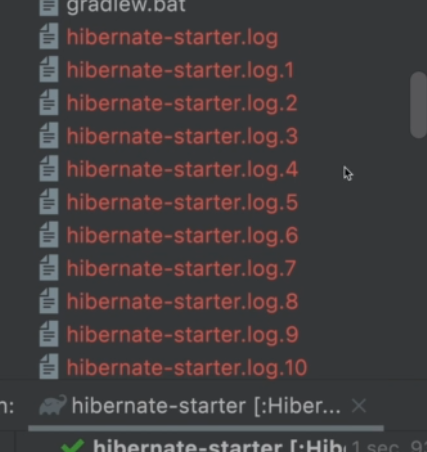 gradlew.bat
hibernate-starter.log
hibernate-starter.log.1
hibernate-starter.log.2
hibernate-starter.log.3
hibernate-starter.log.4
hibernate-starter.log.5
hibernate-starter.log.6
hibernate-starter.log.7
hibernate-starter.log.8
hibernate-starter.log.9
hibernate-starter.log.10
n: hibernate-starter [:Hiber...
hibernate-starter [:Hib 1 sec,